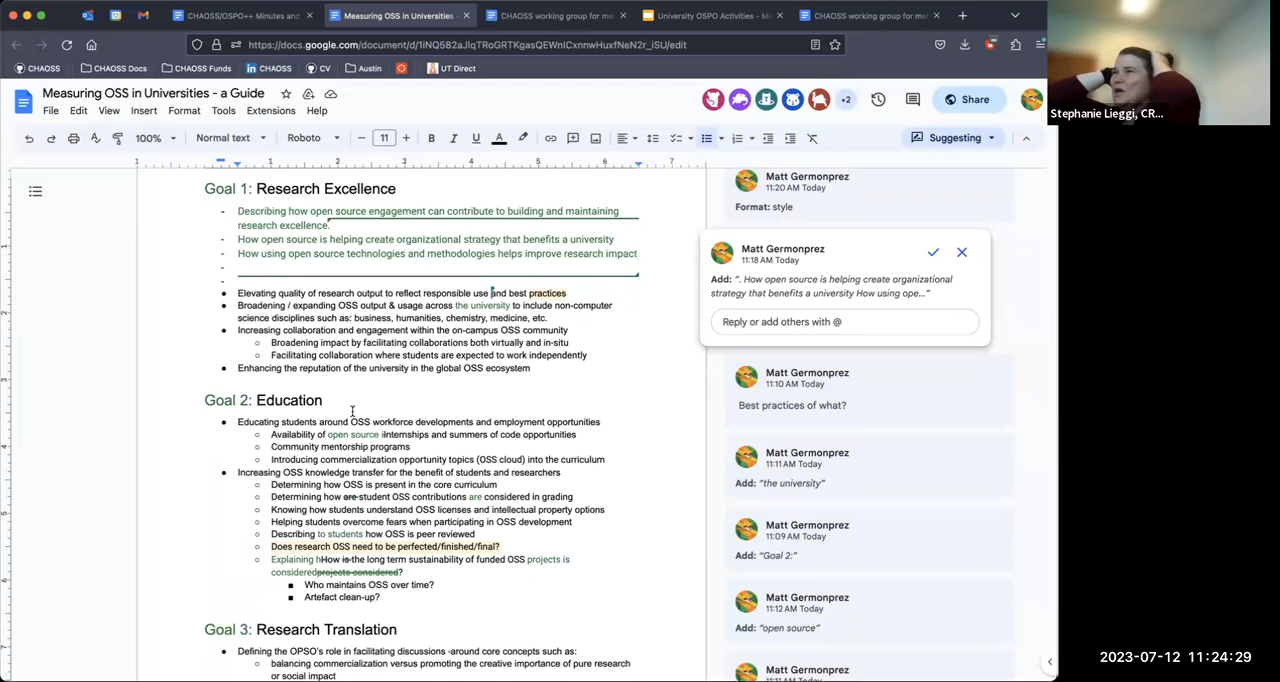 CHAOSS/OSPO++ Minutes and
Measuring OSS in Universities -
CHAOSS working group for met
University OSPO Activities - M
CHAOSS working group for met
https://docs.google.com/document/d/1iNQ582aJIqTRoGRTKgasQEWnICxnnwHuxfNeN2r_iSU/edit
CHAOSS
CHAOSS Docs
CHAOSS Funds
CHAOSS
CV
Austin
UT Direct
Measuring OSS in Universities - a Guide
File Edit View Insert Format Tools Extensions Help
+2
Share
100%
Normal text
Roboto
11
Suggesting
Stephanie Lieggi, CR...
1 1 2 3 4 5 6 7
Goal 1: Research Excellence
- Describing how open source engagement can contribute to building and maintaining
research excellence.
- How open source is helping create organizational strategy that benefits a university
- How using open source technologies and methodologies helps improve research impact
-
-
● Elevating quality of research output to reflect responsible use and best practices
● Broadening / expanding OSS output & usage across the university to include non-computer
science disciplines such as: business, humanities, chemistry, medicine, etc.
● Increasing collaboration and engagement within the on-campus OSS community
○ Broadening impact by facilitating collaborations both virtually and in-situ
○ Facilitating collaboration where students are expected to work independently
● Enhancing the reputation of the university in the global OSS ecosystem
Goal 2: Education
● Educating students around OSS workforce developments and employment opportunities
○ Availability of open source iInternships and summers of code opportunities
○ Community mentorship programs
○ Introducing commercialization opportunity topics (OSS cloud) into the curriculum
● Increasing OSS knowledge transfer for the benefit of students and researchers
○ Determining how OSS is present in the core curriculum
○ Determining how are student OSS contributions are considered in grading
○ Knowing how students understand OSS licenses and intellectual property options
○ Helping students overcome fears when participating in OSS development
○ Describing to students how OSS is peer reviewed
○ Does research OSS need to be perfected/finished/final?
○ Explaining hHow is the long term sustainability of funded OSS projects is
consideredprojects considered?
■ Who maintains OSS over time?
■ Artefact clean-up?
Goal 3: Research Translation
● Defining the OPSO's role in facilitating discussions -around core concepts such as:
○ balancing commercialization versus promoting the creative importance of pure research
or social impact
Matt Germonprez
11:20 AM Today
Format: style
Matt Germonprez
11:18 AM Today
Add: “. How open source is helping create organizational
strategy that benefits a university How using ope...”
Reply or add others with @
Matt Germonprez
11:10 AM Today
Best practices of what?
Matt Germonprez
11:11 AM Today
Add: “the university”
Matt Germonprez
11:09 AM Today
Add: “Goal 2:”
Matt Germonprez
11:12 AM Today
Add: “open source”
Matt Germonprez
11:11 AM Today
2023-07-12 11:24:29